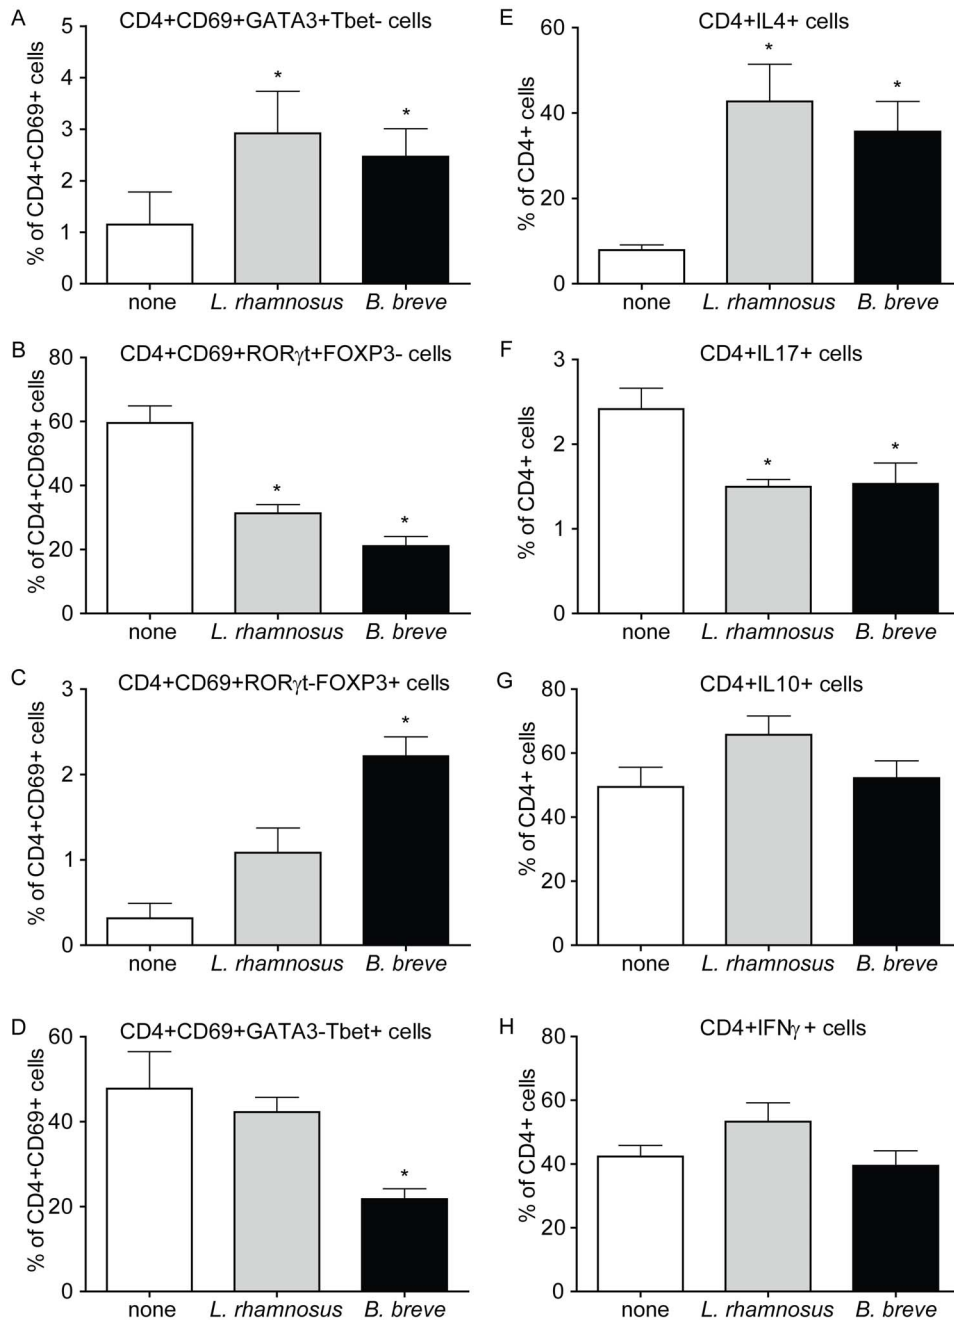 A
CD4+CD69+GATA3+Tbet- cells
% of CD4+CD69+ cells
5
4
3
2
1
0
*
*
none L. rhamnosus B. breve
B
CD4+CD69+RORγt+FOXP3- cells
% of CD4+CD69+ cells
80
60
40
20
0
*
*
none L. rhamnosus B. breve
C
CD4+CD69+RORγt-FOXP3+ cells
% of CD4+CD69+ cells
3
2
1
0
*
none L. rhamnosus B. breve
D
CD4+CD69+GATA3-Tbet+ cells
% of CD4+CD69+ cells
60
40
20
0
*
none L. rhamnosus B. breve
E
CD4+IL4+ cells
% of CD4+ cells
60
40
20
0
*
*
none L. rhamnosus B. breve
F
CD4+IL17+ cells
% of CD4+ cells
3
2
1
0
*
*
none L. rhamnosus B. breve
G
CD4+IL10+ cells
% of CD4+ cells
80
60
40
20
0
none L. rhamnosus B. breve
H
CD4+IFNγ + cells
% of CD4+ cells
80
60
40
20
0
none L. rhamnosus B. breve